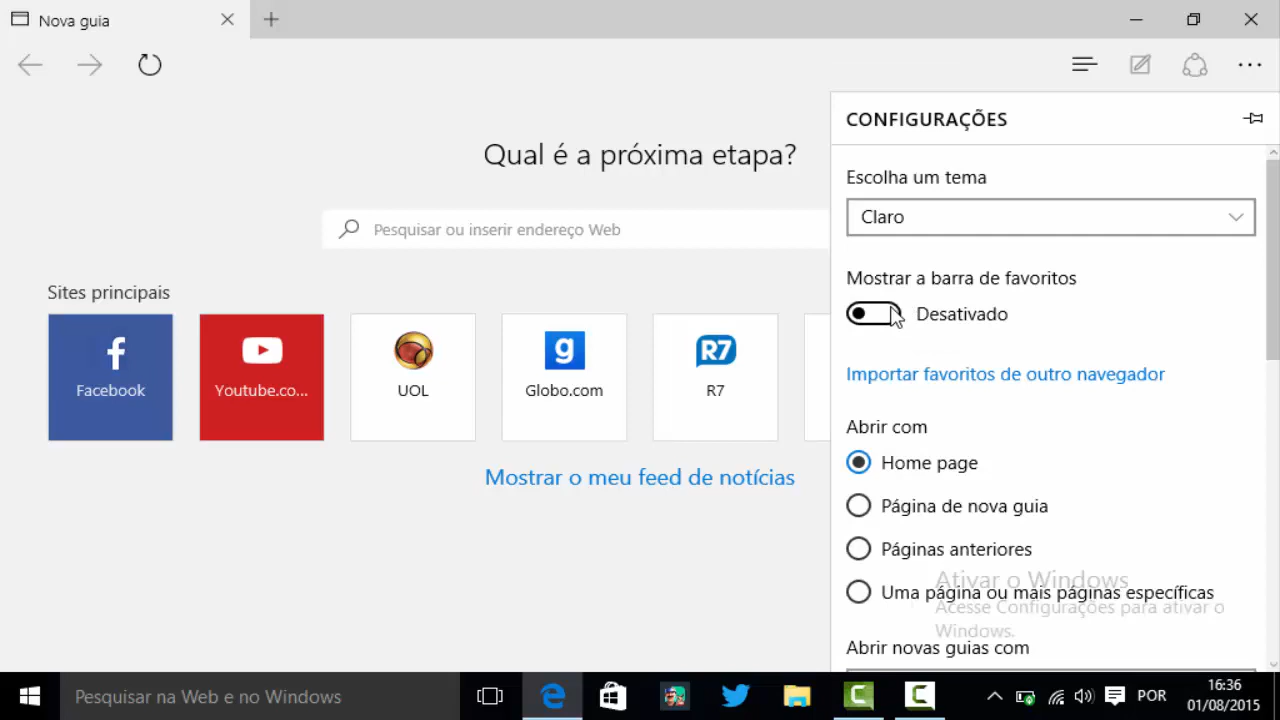 Nova guia
CONFIGURAÇÕES
Qual é a próxima etapa?
Escolha um tema
Claro
Pesquisar ou inserir endereço Web
Mostrar a barra de favoritos
Desativado
Sites principais
f
Facebook
Youtube.co...
UOL
g
Globo.com
R7
R7
Importar favoritos de outro navegador
Abrir com
Home page
Mostrar o meu feed de notícias
Página de nova guia
Páginas anteriores
Ativar o Windows
Uma página ou mais páginas específicas
Acesse Configurações para ativar o
Windows.
Abrir novas guias com
Pesquisar na Web e no Windows
POR
16:36
01/08/2015